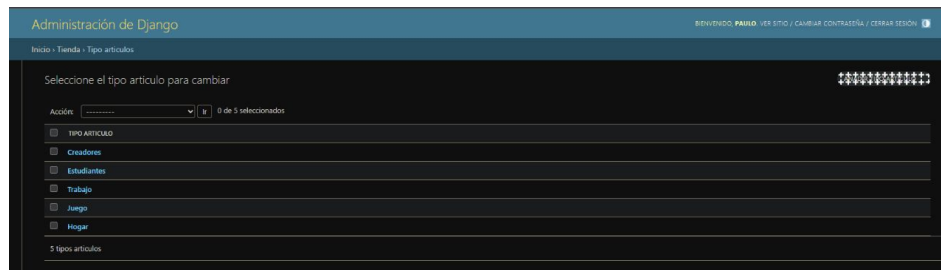 Administración de Django
BIENVENIDO, PAULO. VER SITIO / CAMBIAR CONTRASEÑA / CERRAR SESIÓN
Inicio › Tienda › Tipo articulos
Seleccione el tipo articulo para cambiar
Acción: --------- Ir 0 de 5 seleccionados
TIPO ARTICULO
Creadores
Estudiantes
Trabajo
Juego
Hogar
5 tipos articulos